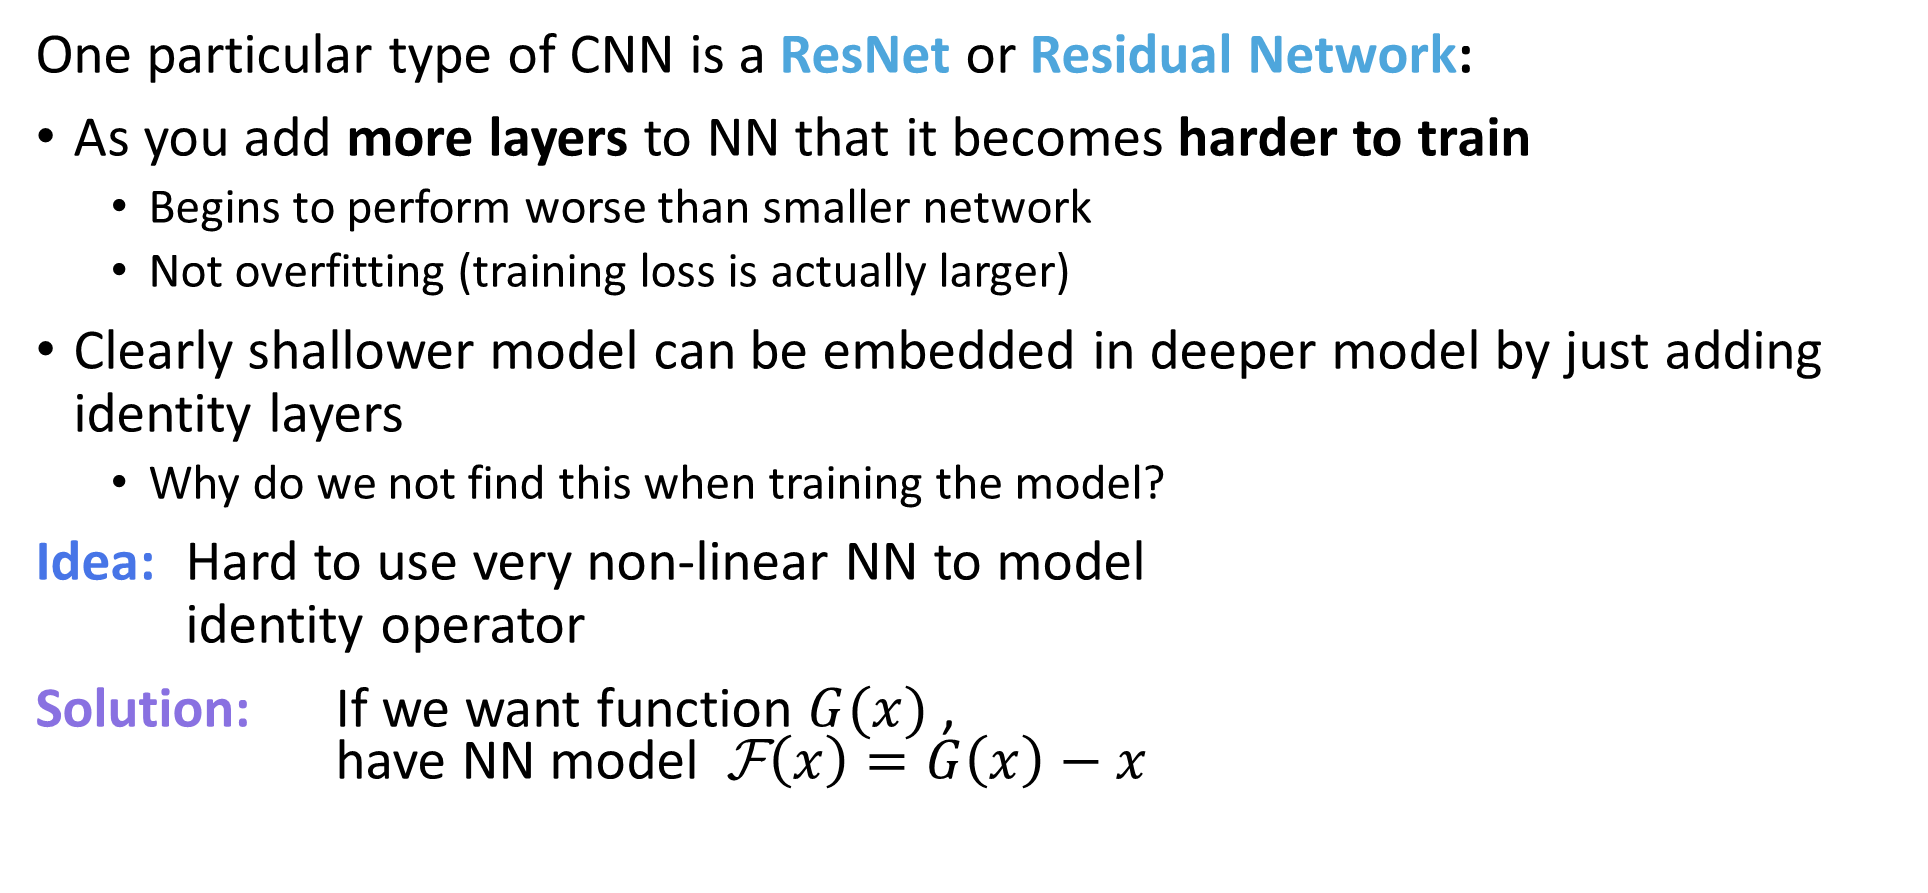 One particular type of CNN is a ResNet or Residual Network:
• As you add more layers to NN that it becomes harder to train
• Begins to perform worse than smaller network
• Not overfitting (training loss is actually larger)
• Clearly shallower model can be embedded in deeper model by just adding
identity layers
• Why do we not find this when training the model?
Idea: Hard to use very non-linear NN to model
identity operator
Solution: If we want function G(x) ,
have NN model ℱ(x) = G(x) − x